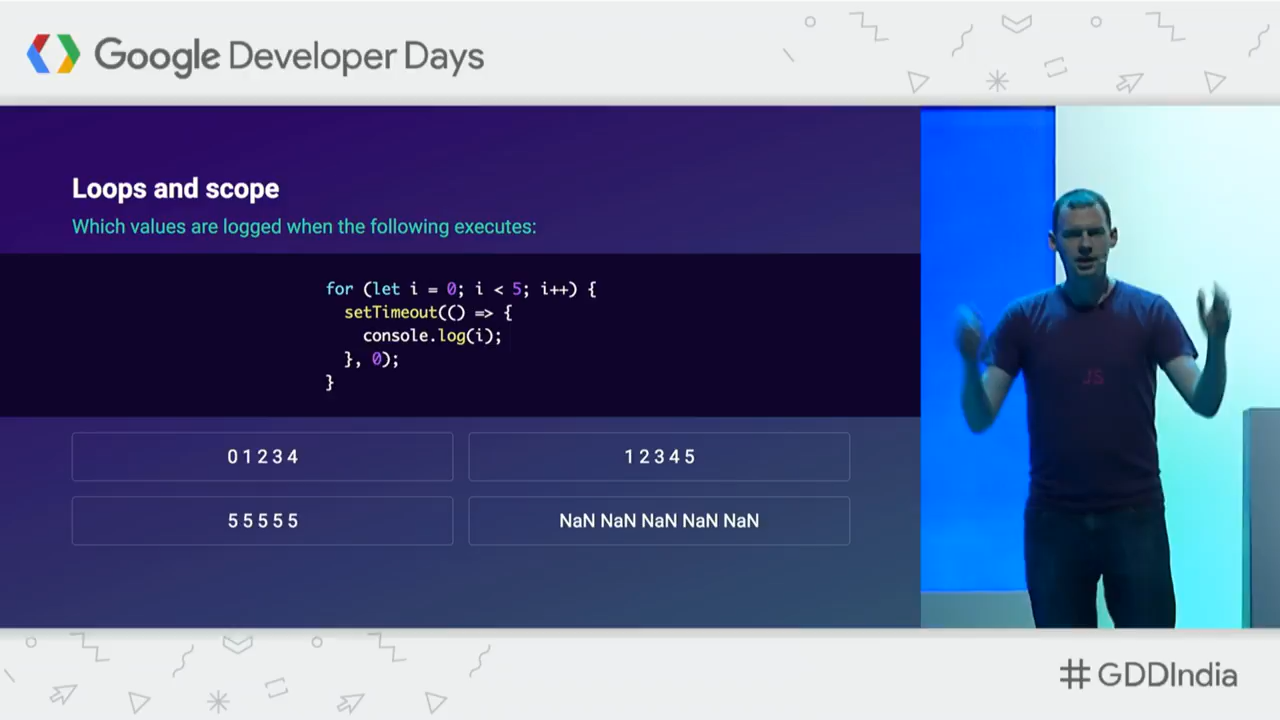 Google Developer Days
Loops and scope
Which values are logged when the following executes:
for (let i = 0; i < 5; i++) {
  setTimeout(() => {
    console.log(i);
  }, 0);
}
0 1 2 3 4
1 2 3 4 5
5 5 5 5 5
NaN NaN NaN NaN NaN
JS
#GDDIndia